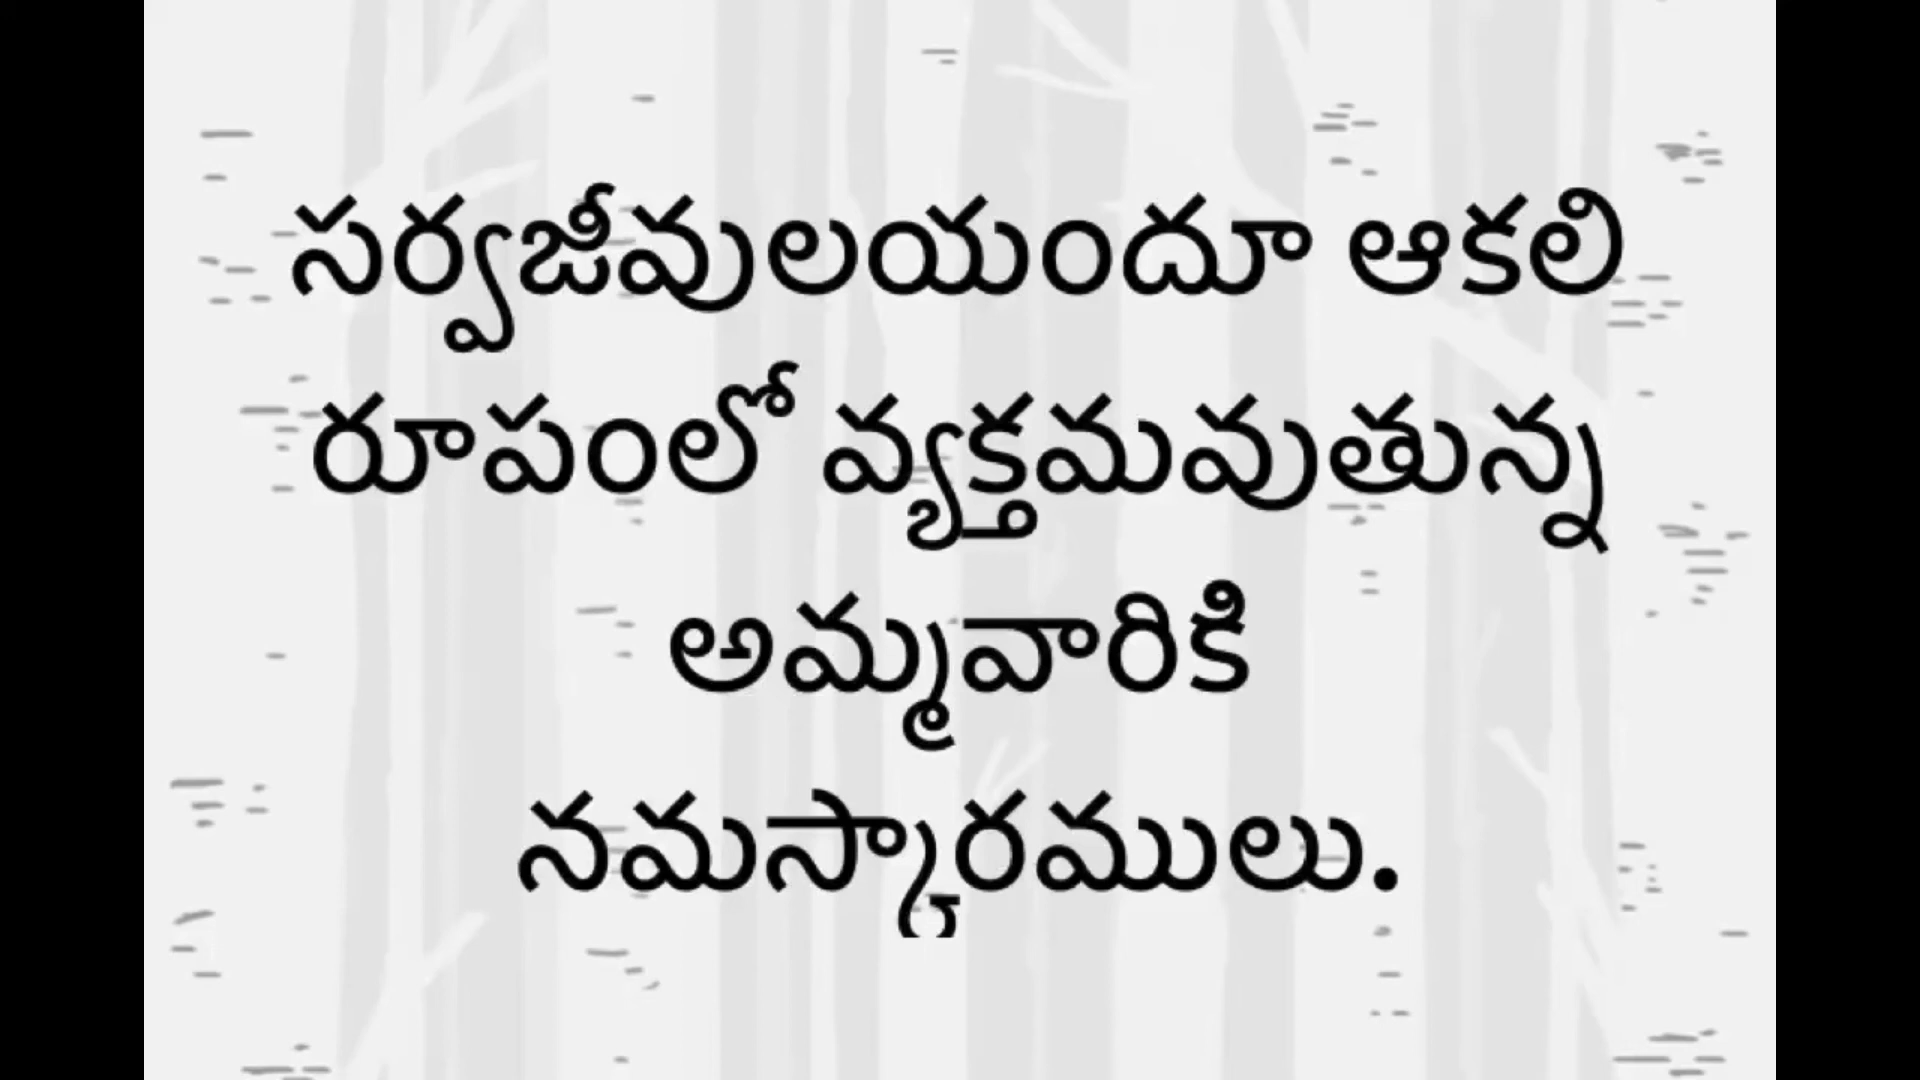 సర్వజీవులయందూ ఆకలి
రూపంలో వ్యక్తమవుతున్న
అమ్మవారికి
నమస్కారములు.